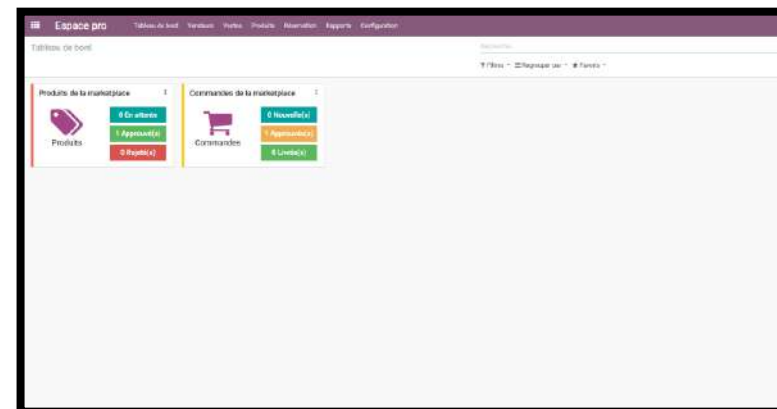 Espace pro Tableau de bord Vendeurs Ventes Produits Réservation Rapports Configuration
Tableau de bord
Recherche...
Filtres Regrouper par Favoris
Produits de la marketplace
0 En attente
1 Approuvé(s)
0 Rejeté(s)
Produits
Commandes de la marketplace
0 Nouvelle(s)
1 Approuvée(s)
0 Livrée(s)
Commandes